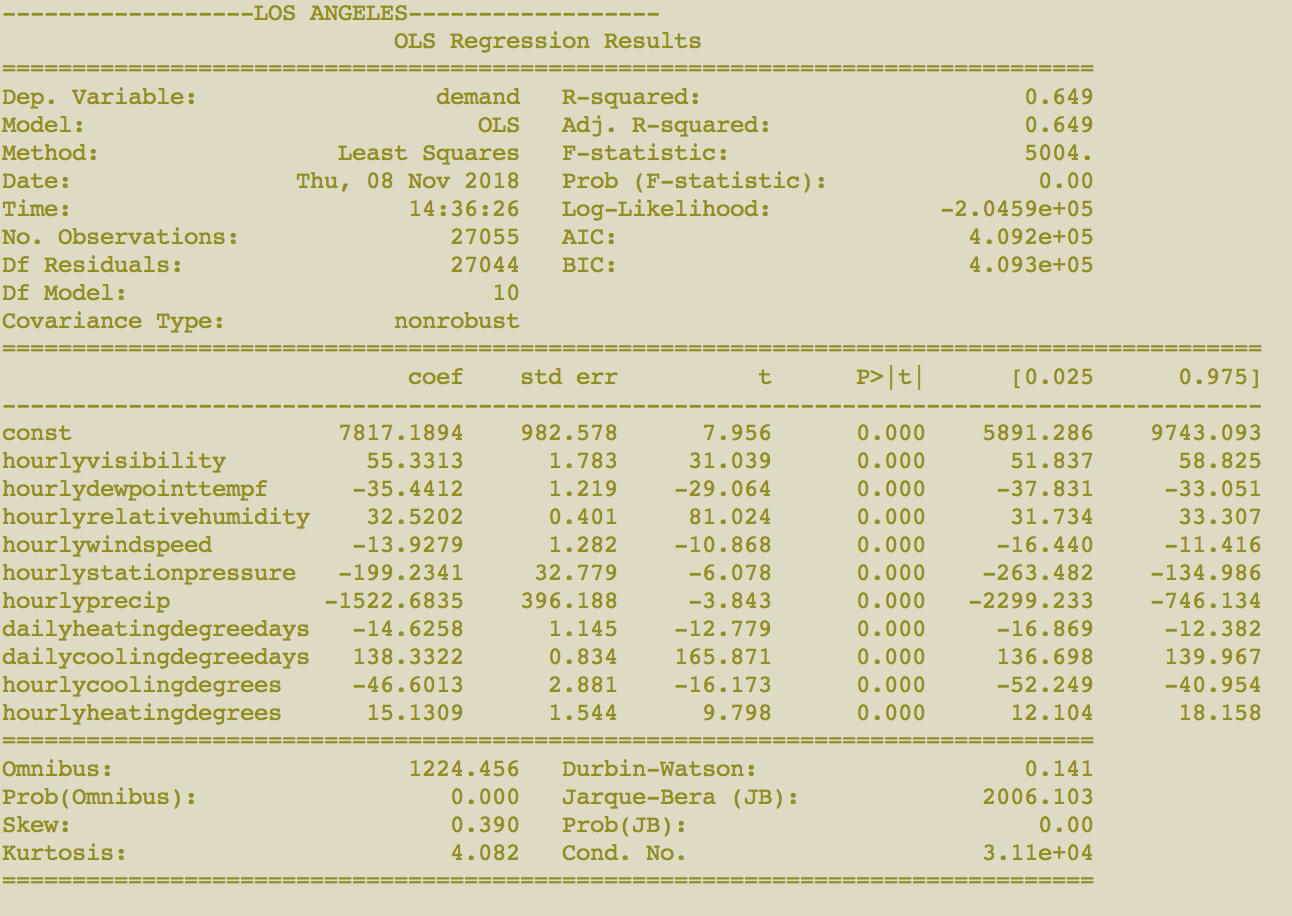 ------------------LOS ANGELES------------------
                            OLS Regression Results
==============================================================================
Dep. Variable:                 demand   R-squared:                       0.649
Model:                            OLS   Adj. R-squared:                  0.649
Method:                 Least Squares   F-statistic:                     5004.
Date:                Thu, 08 Nov 2018   Prob (F-statistic):               0.00
Time:                        14:36:26   Log-Likelihood:            -2.0459e+05
No. Observations:               27055   AIC:                         4.092e+05
Df Residuals:                   27044   BIC:                         4.093e+05
Df Model:                          10
Covariance Type:            nonrobust
==========================================================================================
                             coef    std err          t      P>|t|      [0.025      0.975]
------------------------------------------------------------------------------------------
const                   7817.1894    982.578      7.956      0.000    5891.286    9743.093
hourlyvisibility          55.3313      1.783     31.039      0.000      51.837      58.825
hourlydewpointtempf      -35.4412      1.219    -29.064      0.000     -37.831     -33.051
hourlyrelativehumidity    32.5202      0.401     81.024      0.000      31.734      33.307
hourlywindspeed          -13.9279      1.282    -10.868      0.000     -16.440     -11.416
hourlystationpressure   -199.2341     32.779     -6.078      0.000    -263.482    -134.986
hourlyprecip           -1522.6835    396.188     -3.843      0.000   -2299.233    -746.134
dailyheatingdegreedays   -14.6258      1.145    -12.779      0.000     -16.869     -12.382
dailycoolingdegreedays   138.3322      0.834    165.871      0.000     136.698     139.967
hourlycoolingdegrees     -46.6013      2.881    -16.173      0.000     -52.249     -40.954
hourlyheatingdegrees      15.1309      1.544      9.798      0.000      12.104      18.158
==============================================================================
Omnibus:                     1224.456   Durbin-Watson:                   0.141
Prob(Omnibus):                  0.000   Jarque-Bera (JB):             2006.103
Skew:                           0.390   Prob(JB):                         0.00
Kurtosis:                       4.082   Cond. No.                     3.11e+04
==============================================================================